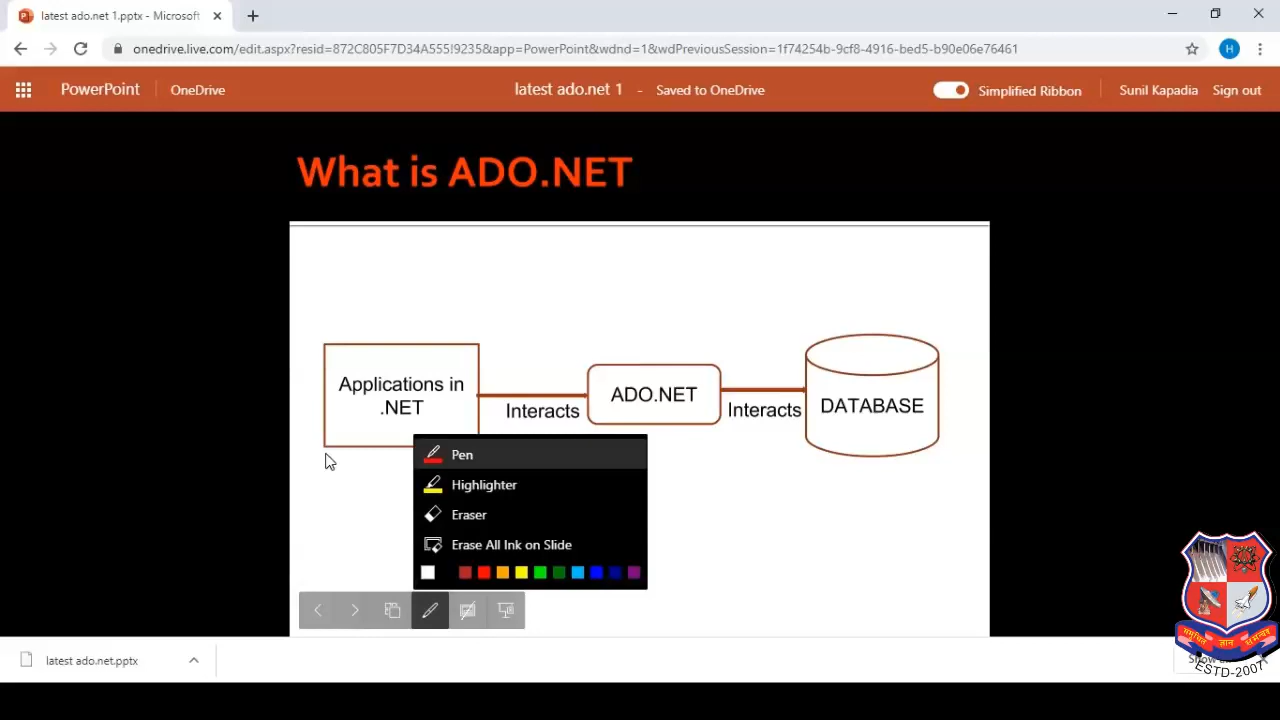 latest ado.net 1.pptx - Microsoft
onedrive.live.com/edit.aspx?resid=872C805F7D34A555!9235&app=PowerPoint&wdnd=1&wdPreviousSession=1f74254b-9cf8-4916-bed5-b90e06e76461
H
PowerPoint
OneDrive
latest ado.net 1 - Saved to OneDrive
Simplified Ribbon
Sunil Kapadia
Sign out
What is ADO.NET
Applications in
.NET
Interacts
ADO.NET
Interacts
DATABASE
Pen
Highlighter
Eraser
Erase All Ink on Slide
latest ado.net.pptx
ESTD-2007